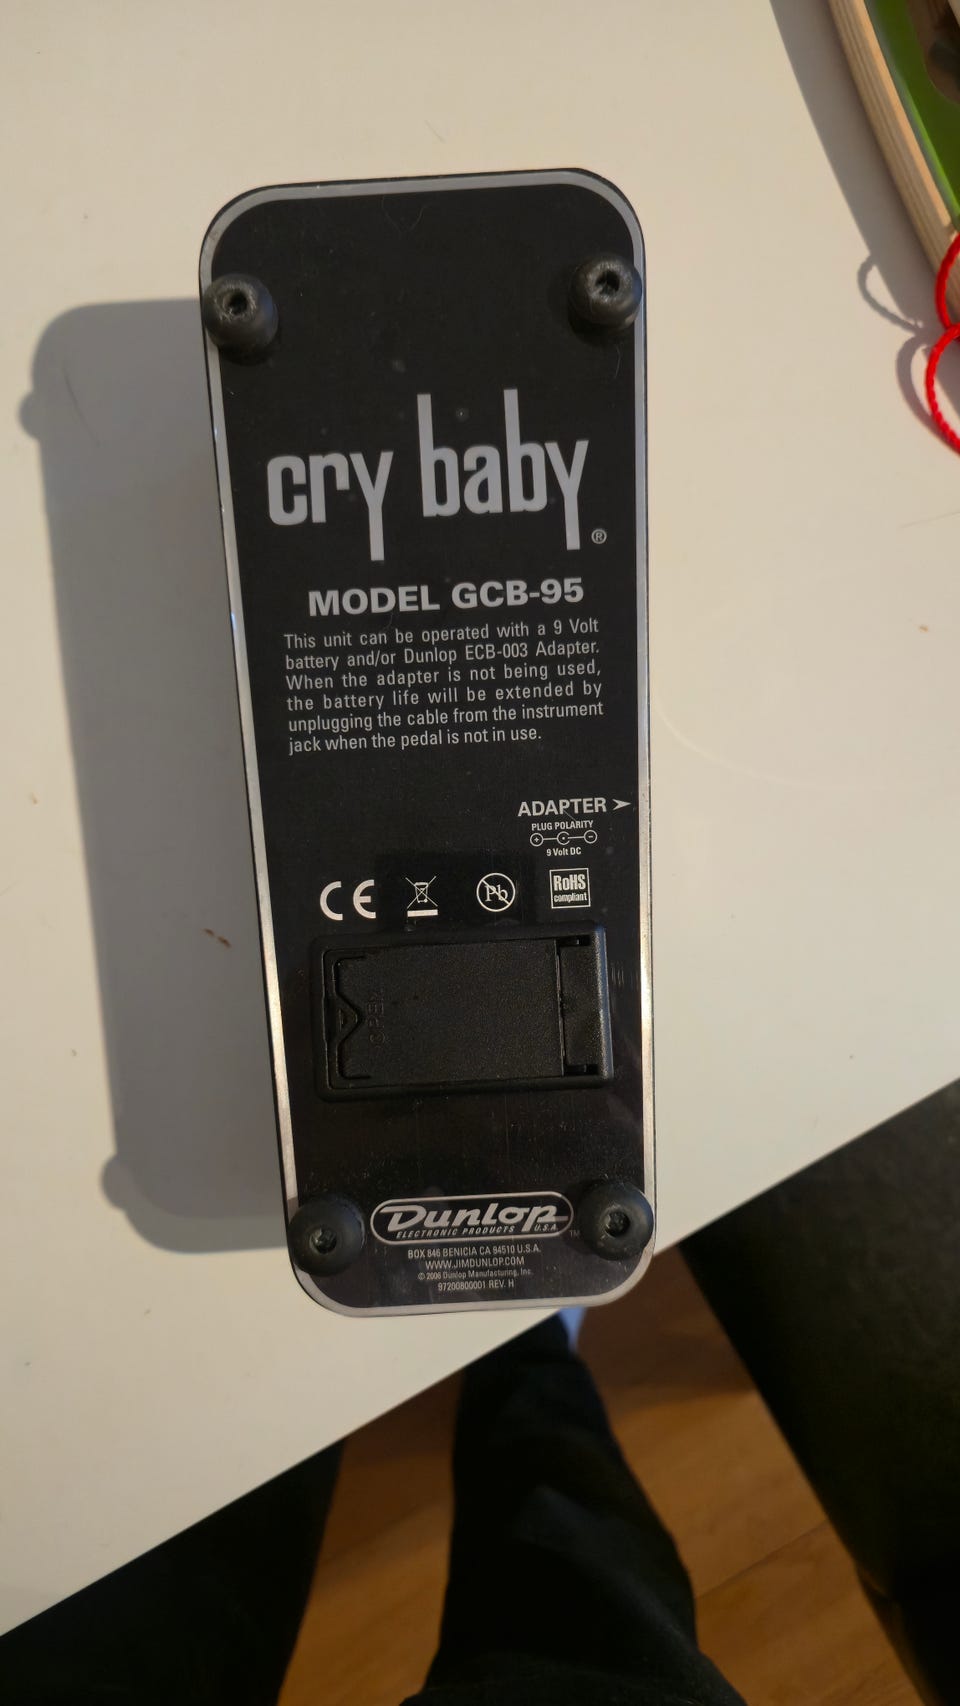 cry baby®
MODEL GCB-95
This unit can be operated with a 9 Volt
battery and/or Dunlop ECB-003 Adapter.
When the adapter is not being used,
the battery life will be extended by
unplugging the cable from the instrument
jack when the pedal is not in use.
ADAPTER ➤
PLUG POLARITY
+ • −
9 Volt DC
CE Pb RoHS
compliant
OPEN
Dunlop™
ELECTRONIC PRODUCTS U.S.A.
BOX 846 BENICIA CA 94510 U.S.A.
WWW.JIMDUNLOP.COM
© 2006 Dunlop Manufacturing, Inc.
97200800001 REV. H